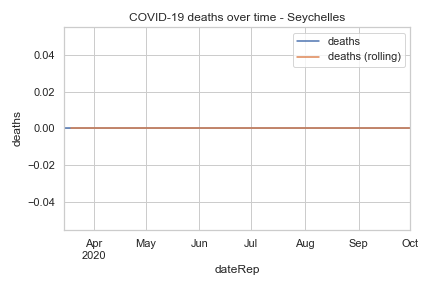 COVID-19 deaths over time - Seychelles
deaths
deaths (rolling)
0.04
0.02
0.00
−0.02
−0.04
deaths
Apr
2020
May
Jun
Jul
Aug
Sep
Oct
dateRep